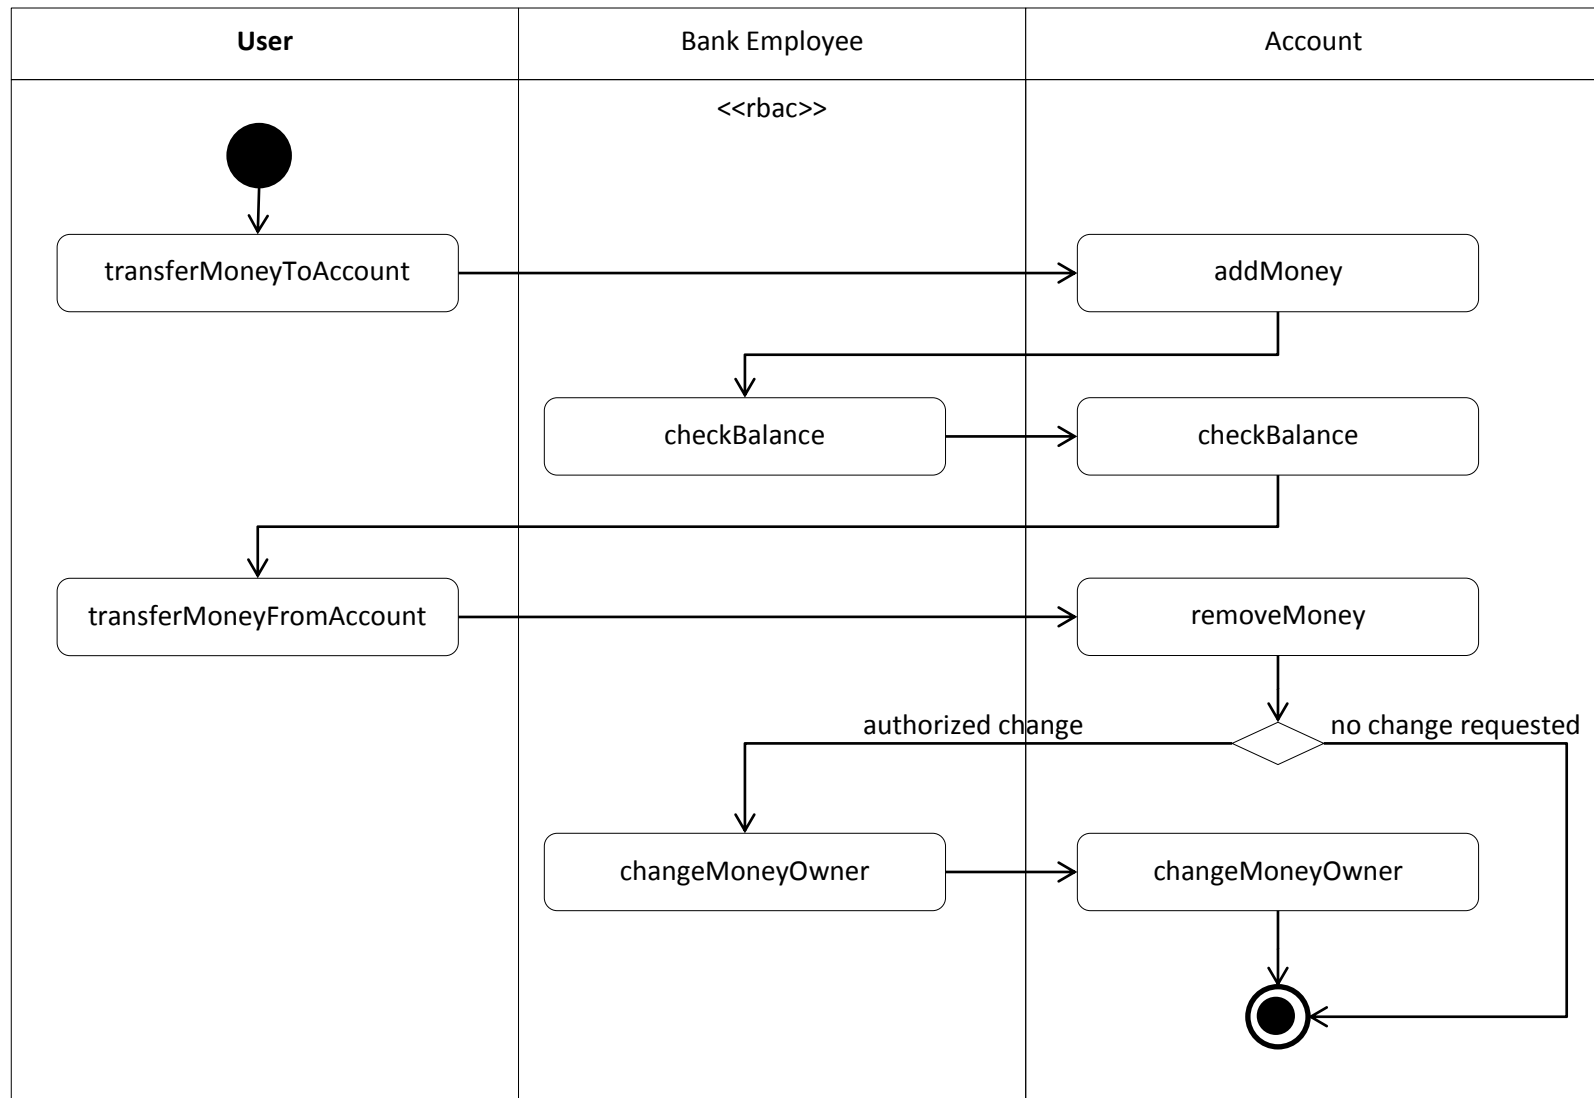 User
Bank Employee
Account
<<rbac>>
transferMoneyToAccount
addMoney
checkBalance
checkBalance
transferMoneyFromAccount
removeMoney
authorized change
no change requested
changeMoneyOwner
changeMoneyOwner